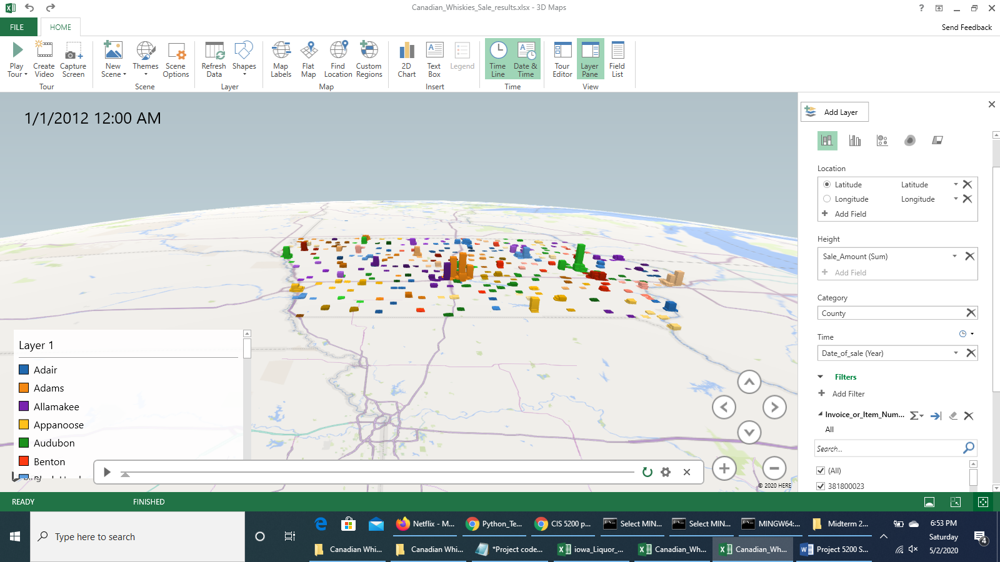 Canadian_Whiskies_Sale_results.xlsx - 3D Maps
?
FILE
HOME
Send Feedback
Play Tour
Create Video
Capture Screen
New Scene
Themes
Scene Options
Refresh Data
Shapes
Map Labels
Flat Map
Find Location
Custom Regions
2D Chart
Text Box
Legend
Time Line
Date & Time
Tour Editor
Layer Pane
Field List
Tour
Scene
Layer
Map
Insert
Time
View
1/1/2012 12:00 AM
Layer 1
Adair
Adams
Allamakee
Appanoose
Audubon
Benton
© 2020 HERE
Add Layer
Location
Latitude Latitude
Longitude Longitude
Add Field
Height
Sale_Amount (Sum)
Add Field
Category
County
Time
Date_of_sale (Year)
Filters
Add Filter
Invoice_or_Item_Num...
All
Search...
(All)
381800023
READY
FINISHED
Type here to search
Netflix - M...
Python_Te...
CIS 5200 p...
Select MIN...
Select MIN...
MINGW64:...
Midterm 2...
Canadian Whi...
Canadian Whi...
*Project code...
iowa_Liquor_...
Canadian_Wh...
Canadian_Wh...
Project 5200 S...
6:53 PM
Saturday
5/2/2020
4